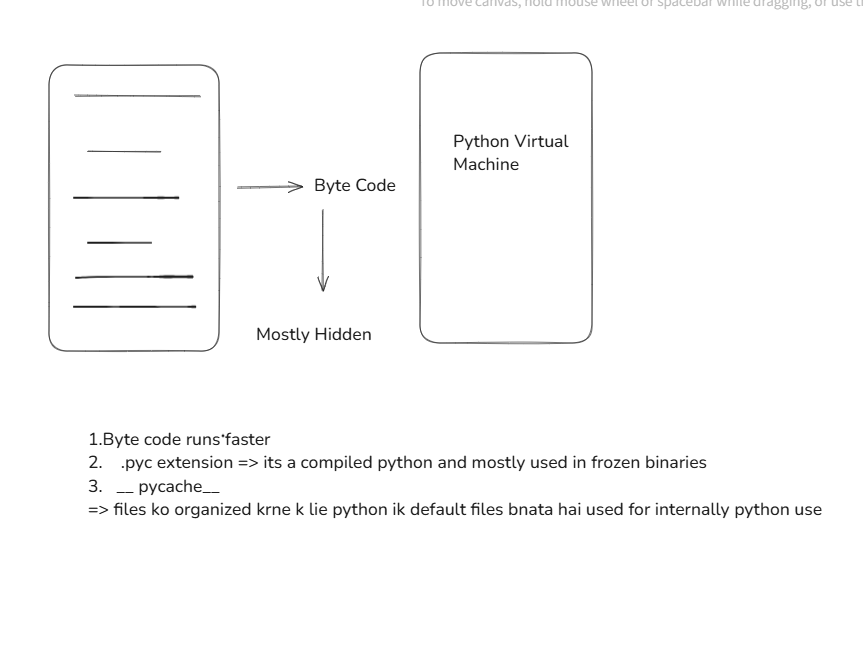 To move canvas, hold mouse wheel or spacebar while dragging, or use
Python Virtual
Machine
Byte Code
Mostly Hidden
1.Byte code runs faster
2. .pyc extension => its a compiled python and mostly used in frozen binaries
3. __ pycache__
=> files ko organized krne k lie python ik default files bnata hai used for internally python use